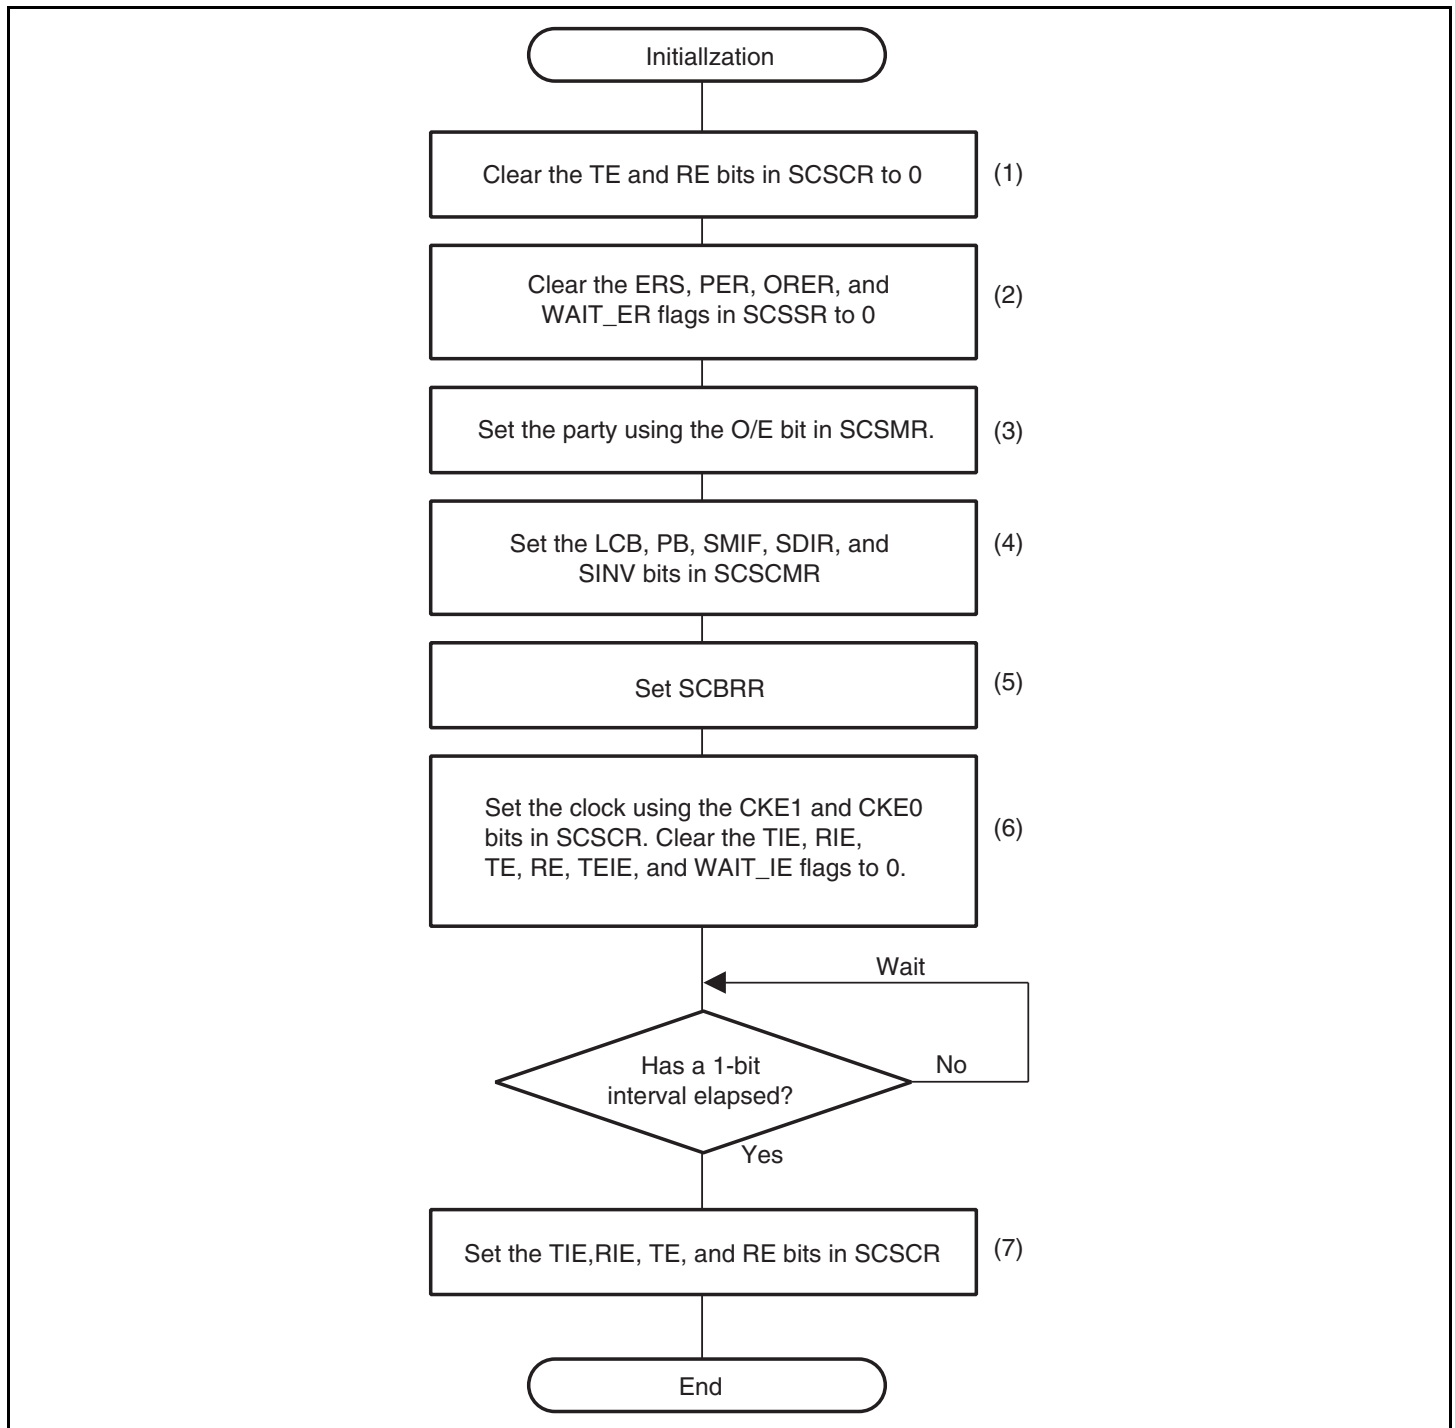 Initiallzation
Clear the TE and RE bits in SCSCR to 0
(1)
Clear the ERS, PER, ORER, and
WAIT_ER flags in SCSSR to 0
(2)
Set the party using the O/E bit in SCSMR.
(3)
Set the LCB, PB, SMIF, SDIR, and
SINV bits in SCSCMR
(4)
Set SCBRR
(5)
Set the clock using the CKE1 and CKE0
bits in SCSCR. Clear the TIE, RIE,
TE, RE, TEIE, and WAIT_IE flags to 0.
(6)
Wait
Has a 1-bit
interval elapsed?
No
Yes
Set the TIE,RIE, TE, and RE bits in SCSCR
(7)
End